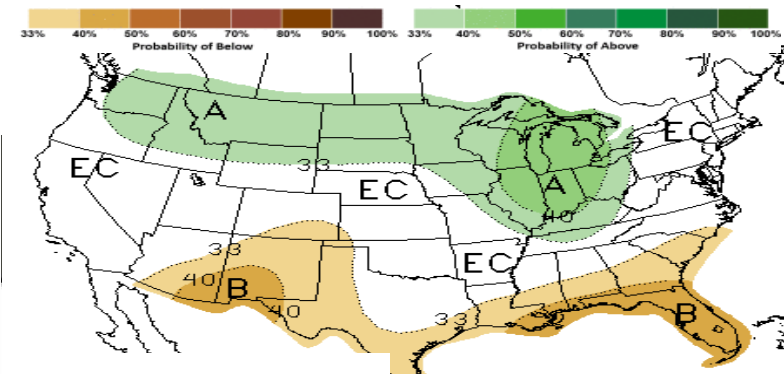 33% 40% 50% 60% 70% 80% 90% 100% 33% 40% 50% 60% 70% 80% 90% 100%
Probability of Below Probability of Above
A
EC
33
EC
EC
A
40
33
EC
40
B
40
33
B